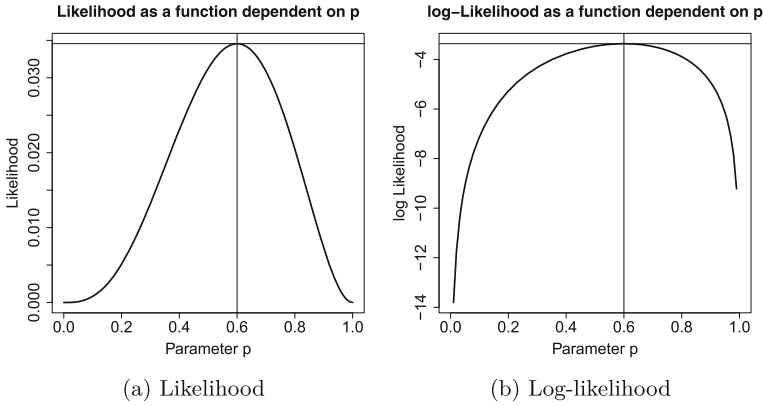 Likelihood as a function dependent on p
Likelihood
0.030
0.020
0.010
0.000
0.0 0.2 0.4 0.6 0.8 1.0
Parameter p
(a) Likelihood
log−Likelihood as a function dependent on p
log Likelihood
−4
−6
−8
−10
−12
−14
0.0 0.2 0.4 0.6 0.8 1.0
Parameter p
(b) Log-likelihood